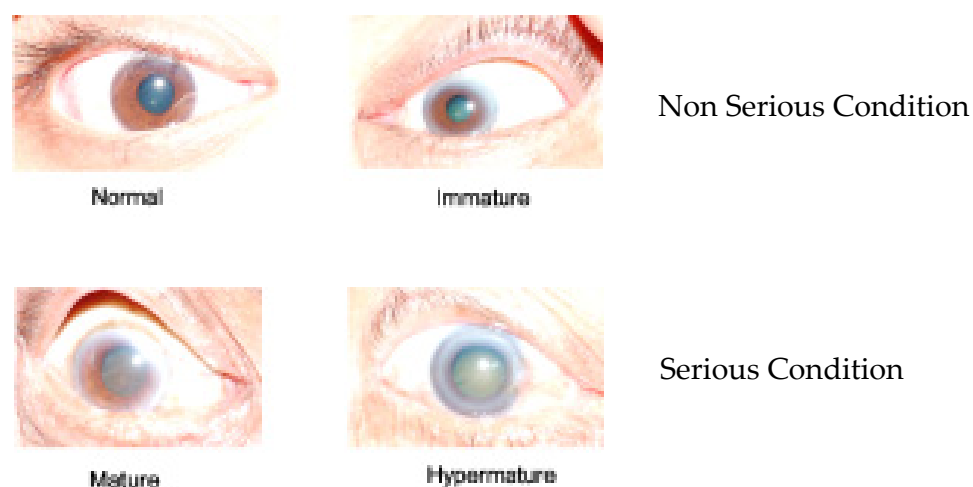 Non Serious Condition
Normal
Immature
Serious Condition
Mature
Hypermature